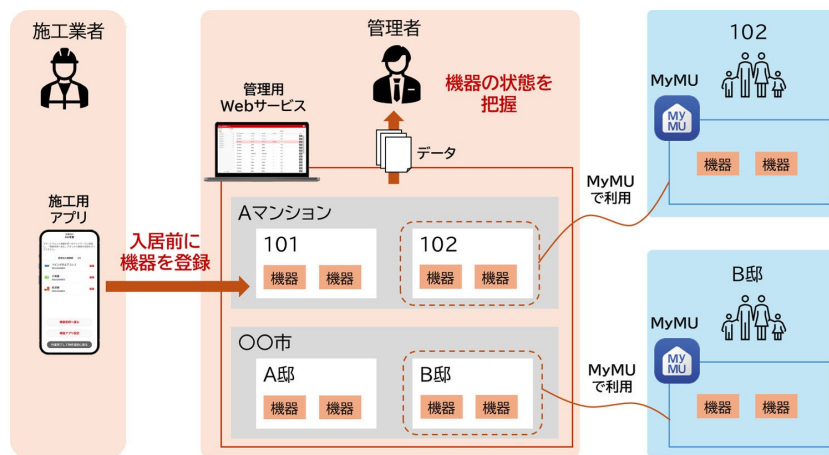 施工業者
施工用
アプリ
入居前に
機器を登録
管理者
管理用
Webサービス
機器の状態を
把握
データ
Aマンション
101
機器
機器
102
機器
機器
〇〇市
A邸
機器
機器
B邸
機器
機器
MyMU
で利用
MyMU
で利用
102
MyMU
My
MU
機器
機器
B邸
MyMU
My
MU
機器
機器